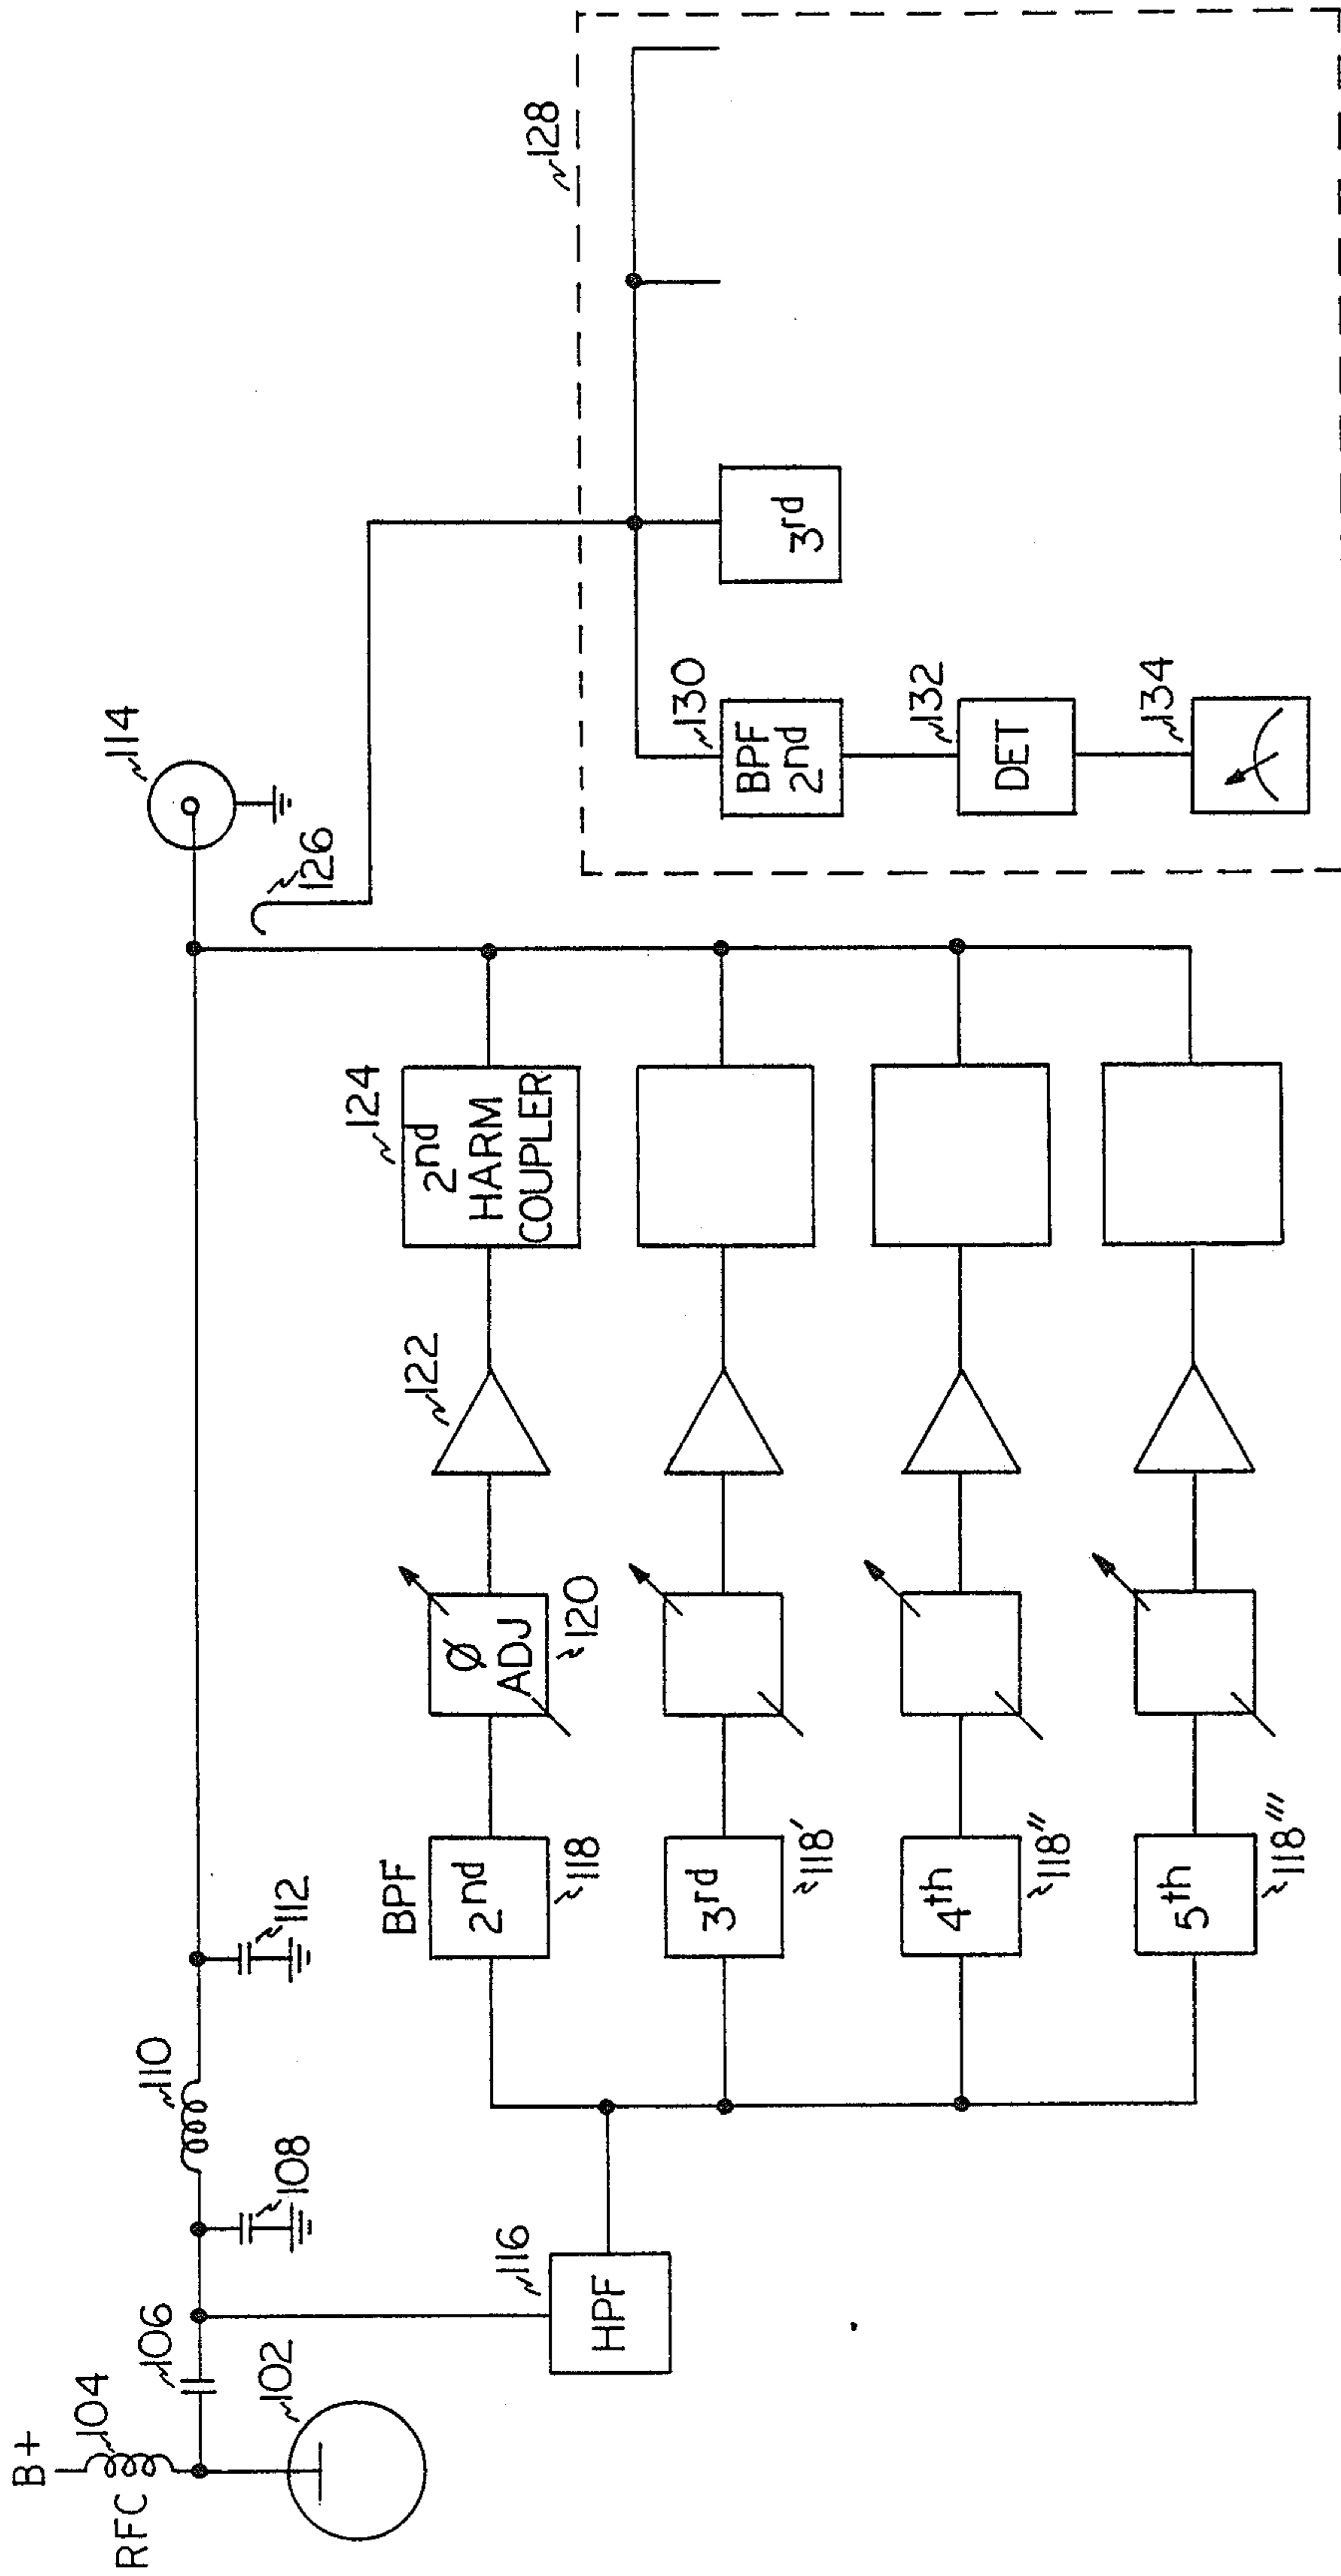 B+
RFC
104
106
102
108
110
112
114
116
HPF
BPF
2nd
118
Ø
ADJ
120
122
124
2nd
HARM
COUPLER
3rd
118'
4th
118''
5th
118'''
126
128
130
BPF
2nd
3rd
132
DET
134